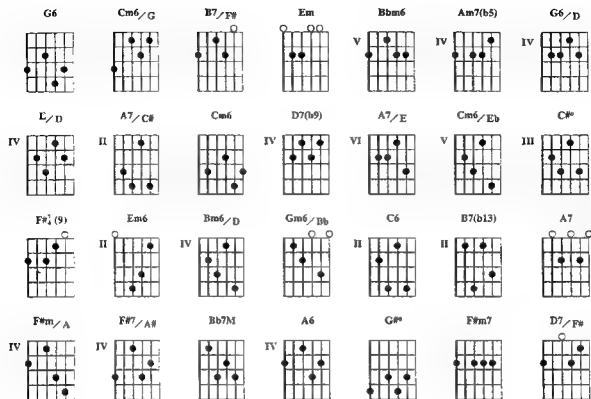 G6 Cm6/G B7/F# Em Bbm6 Am7(b5) G6/D
V IV IV
E/D A7/C# Cm6 D7(b9) A7/E Cm6/Eb C#°
IV II IV VI V III
F#⁷₄(9) Em6 Bm6/D Gm6/Bb C6 B7(b13) A7
II IV II II
F#m/A F#7/A# Bb7M A6 G#° F#m7 D7/F#
IV IV IV